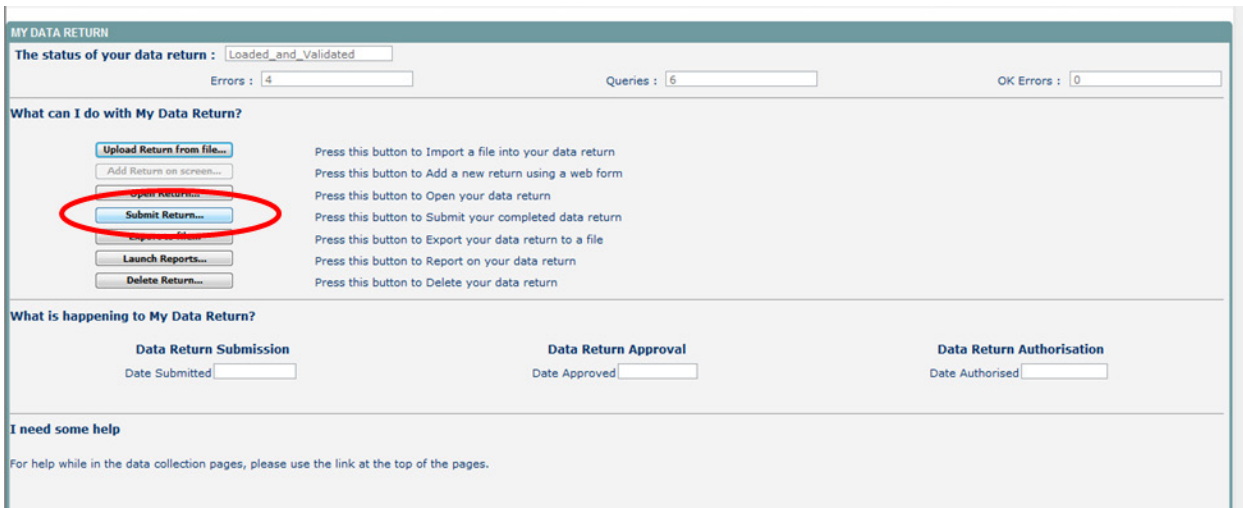 MY DATA RETURN
The status of your data return : Loaded_and_Validated
Errors : 4 Queries : 6 OK Errors : 0
What can I do with My Data Return?
Upload Return from file... Press this button to Import a file into your data return
Add Return on screen... Press this button to Add a new return using a web form
Open Return... Press this button to Open your data return
Submit Return... Press this button to Submit your completed data return
Export to file... Press this button to Export your data return to a file
Launch Reports... Press this button to Report on your data return
Delete Return... Press this button to Delete your data return
What is happening to My Data Return?
Data Return Submission Data Return Approval Data Return Authorisation
Date Submitted Date Approved Date Authorised
I need some help
For help while in the data collection pages, please use the link at the top of the pages.